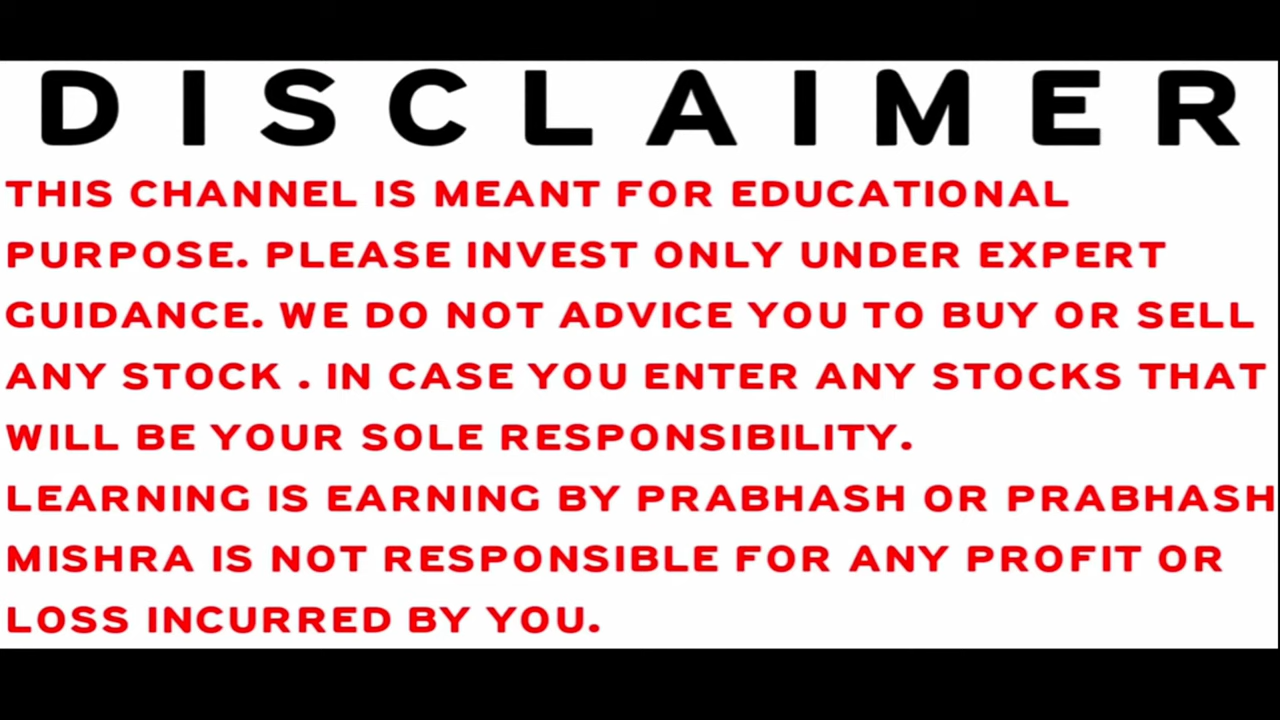 DISCLAIMER
THIS CHANNEL IS MEANT FOR EDUCATIONAL
PURPOSE. PLEASE INVEST ONLY UNDER EXPERT
GUIDANCE. WE DO NOT ADVICE YOU TO BUY OR SELL
ANY STOCK . IN CASE YOU ENTER ANY STOCKS THAT
WILL BE YOUR SOLE RESPONSIBILITY.
LEARNING IS EARNING BY PRABHASH OR PRABHASH
MISHRA IS NOT RESPONSIBLE FOR ANY PROFIT OR
LOSS INCURRED BY YOU.